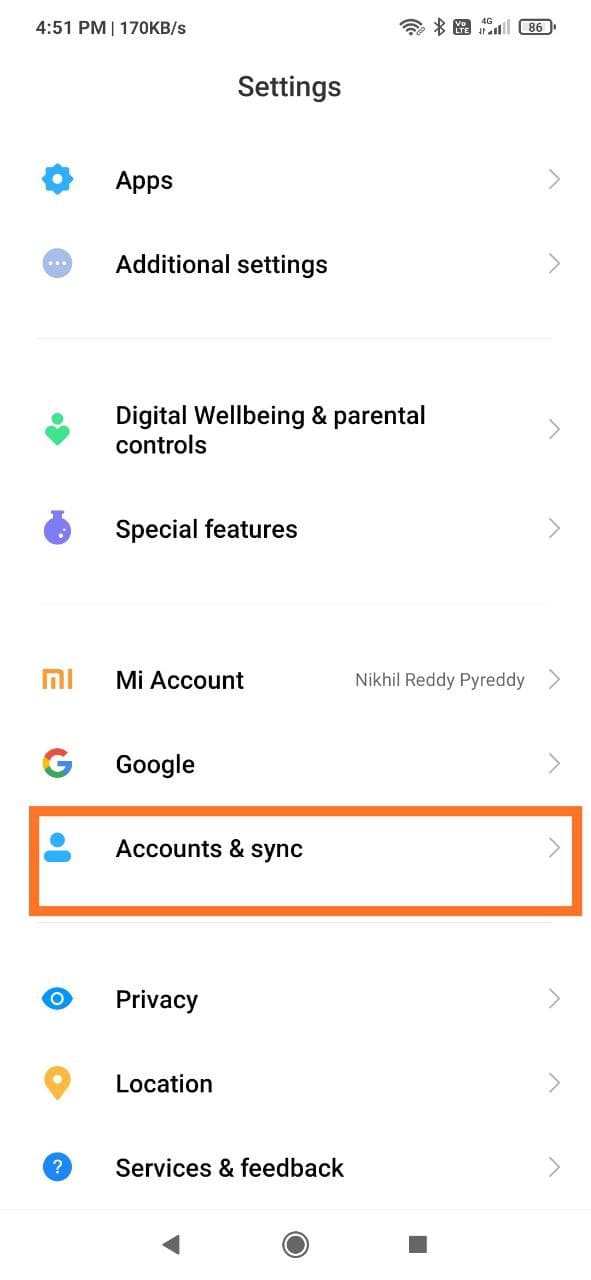 4:51 PM | 170KB/s Vo LTE 4G 86
Settings
Apps
Additional settings
Digital Wellbeing & parental
controls
Special features
Mi Account Nikhil Reddy Pyreddy
Google
Accounts & sync
Privacy
Location
? Services & feedback